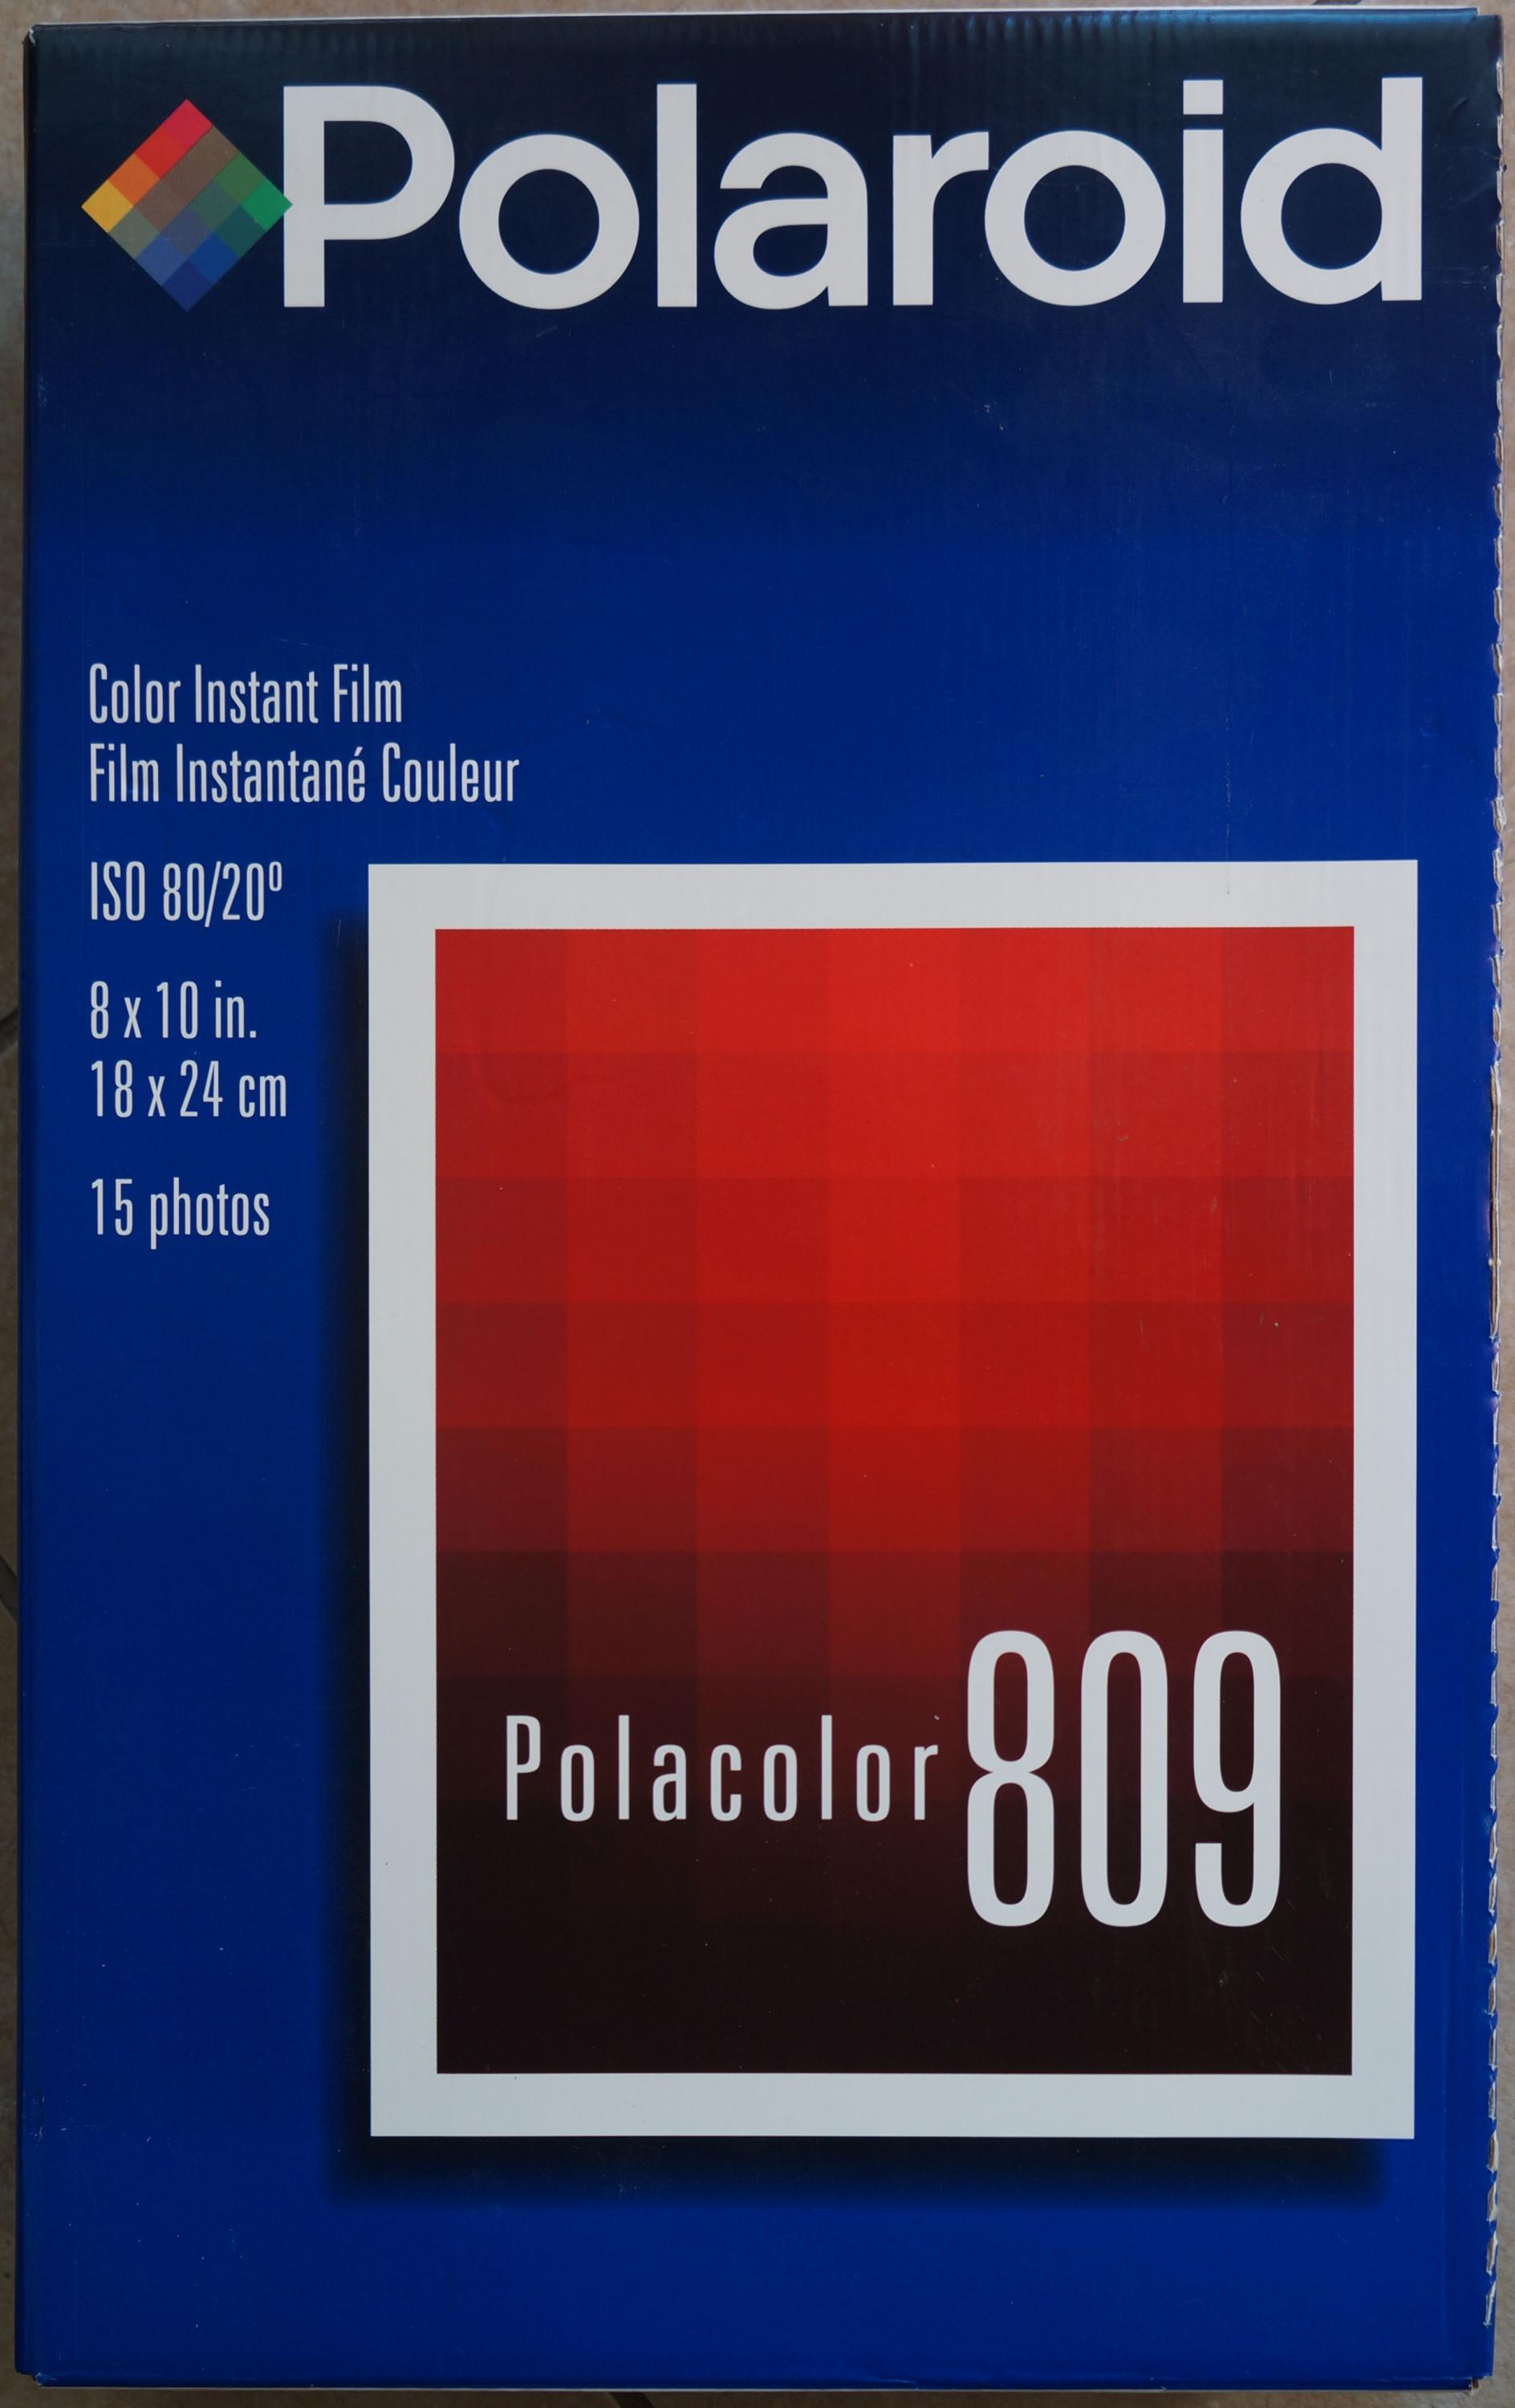 Polaroid
Color Instant Film
Film Instantané Couleur
ISO 80/20º
8 x 10 in.
18 x 24 cm
15 photos
Polacolor 809